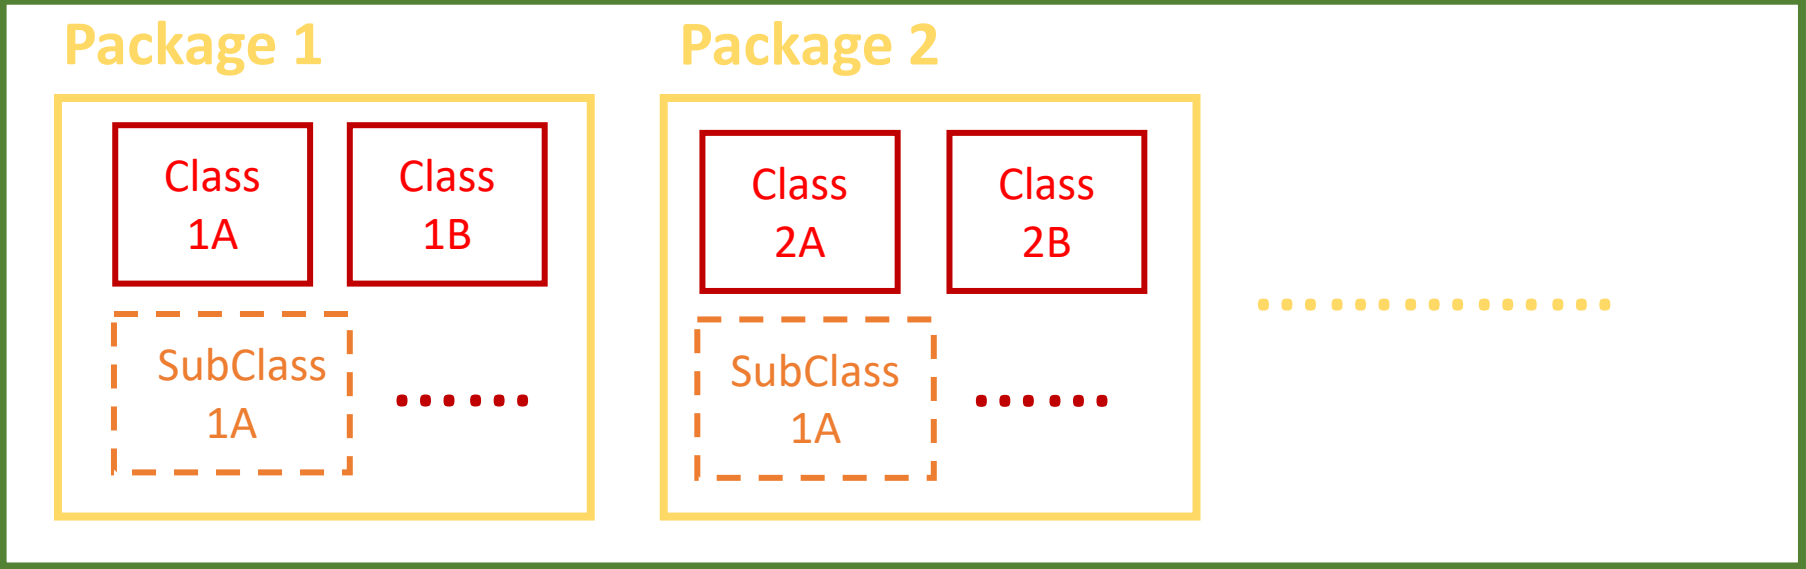 Package 1
Package 2
Class
1A
Class
1B
SubClass
1A
......
Class
2A
Class
2B
SubClass
1A
......
...............